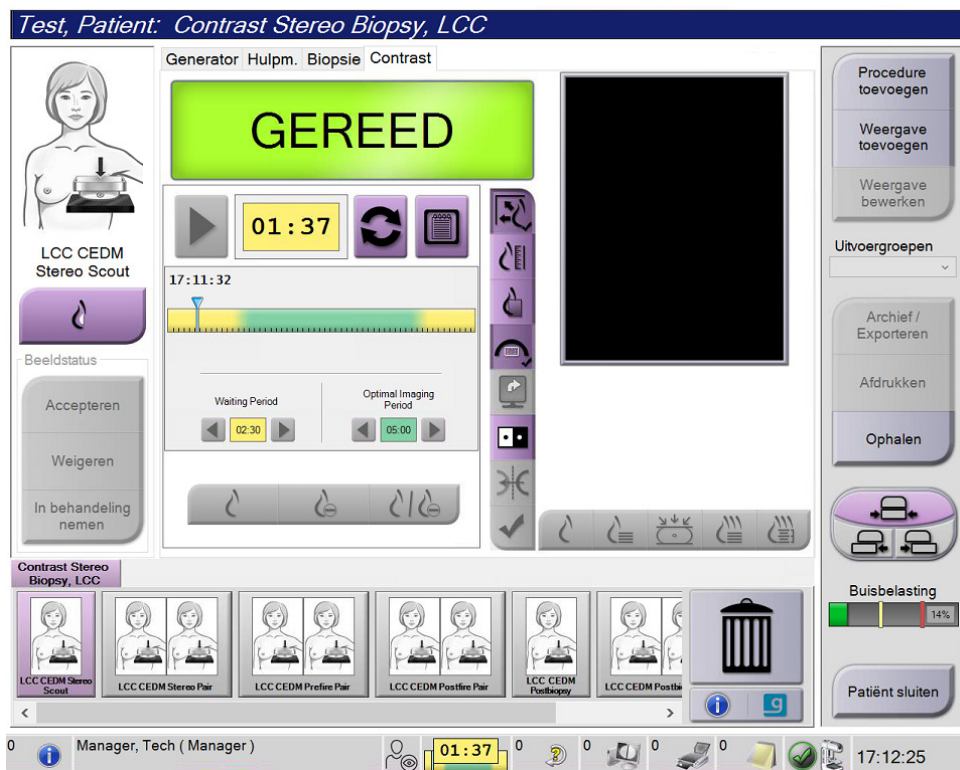 Test, Patient: Contrast Stereo Biopsy, LCC
Generator Hulpm. Biopsie Contrast
GEREED
LCC CEDM
Stereo Scout
01:37
17:11:32
Waiting Period
02:30
Optimal Imaging
Period
05:00
Beeldstatus
Accepteren
Weigeren
In behandeling
nemen
Procedure
toevoegen
Weergave
toevoegen
Weergave
bewerken
Uitvoergroepen
Archief /
Exporteren
Afdrukken
Ophalen
Buisbelasting
14%
Patiënt sluiten
Contrast Stereo
Biopsy, LCC
LCC CEDM Stereo
Scout
LCC CEDM Stereo Pair
LCC CEDM Prefire Pair
LCC CEDM Postfire Pair
LCC CEDM
Postbiopsy
LCC CEDM Postbi
i g
0 i Manager, Tech ( Manager ) 01:37 0 ? 0 0 0 17:12:25